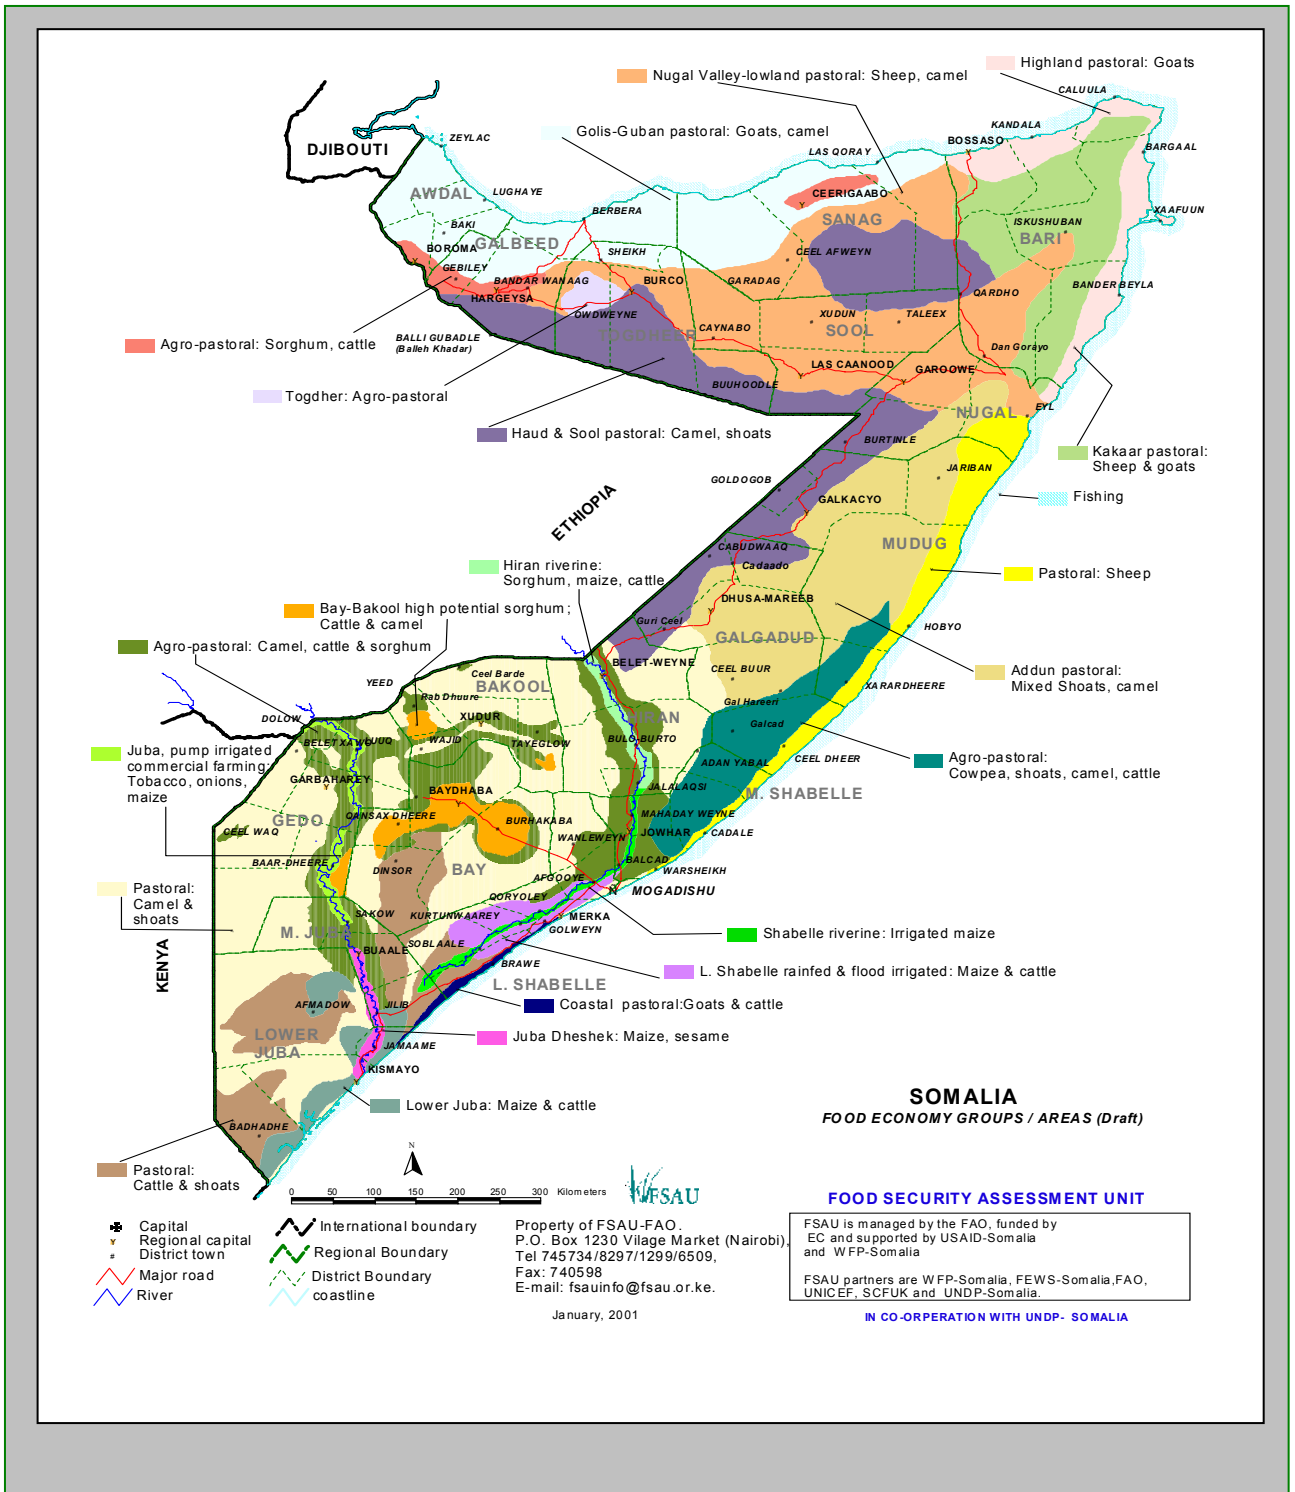 Highland pastoral: Goats
Nugal Valley-lowland pastoral: Sheep, camel
CALUULA
KANDALA
Golis-Guban pastoral: Goats, camel
ZEYLAC
BOSSASO
DJIBOUTI
LAS QORAY
BARGAAL
CEERIGAABO
AWDAL
LUGHAYE
BERBERA
SANAG
XAAFUUN
ISKUSHUBAN
BAKI
BARI
BOROMA
GALBEED
SHEIKH
CEEL AFWEYN
GEBILEY
BANDAR WANAAG
BURCO
GARADAG
BANDER BEYLA
HARGEYSA
QARDHO
OWDWEYNE
XUDUN
TALEEX
BALLI GUBADLE
(Balleh Khadar)
TOGDHEER
CAYNABO
SOOL
Agro-pastoral: Sorghum, cattle
Dan Gorayo
LAS CAANOOD
GAROOWE
BUUHOODLE
Togdher: Agro-pastoral
EYL
NUGAL
Haud & Sool pastoral: Camel, shoats
BURTINLE
Kakaar pastoral:
Sheep & goats
JARIBAN
GOLDOGOB
Fishing
GALKACYO
ETHIOPIA
MUDUG
CABUDWAAQ
Cadaado
Hiran riverine:
Sorghum, maize, cattle
Pastoral: Sheep
DHUSA-MAREEB
Bay-Bakool high potential sorghum;
Cattle & camel
Guri Ceel
HOBYO
GALGADUD
Agro-pastoral: Camel, cattle & sorghum
BELET-WEYNE
CEEL BUUR
Addun pastoral:
Mixed Shoats, camel
Ceel Barde
YEED
BAKOOL
XARARDHEERE
Rab Dhuure
Gal Hareeri
DOLOW
XUDUR
HIRAN
Galcad
BELET XAWO
LUUQ
WAJID
TAYEGLOW
BULO-BURTO
Juba, pump irrigated
commercial farming:
Tobacco, onions,
maize
ADAN YABAL
CEEL DHEER
Agro-pastoral:
Cowpea, shoats, camel, cattle
GARBAHAREY
BAYDHABA
JALALAQSI
M. SHABELLE
GEDO
QANSAX DHEERE
BURHAKABA
MAHADAY WEYNE
CEEL WAQ
WANLEWEYN
JOWHAR
CADALE
BAAR-DHEERE
DINSOR
BAY
BALCAD
WARSHEIKH
AFGOOYE
Pastoral:
Camel &
shoats
QORYOLEY
MOGADISHU
SAKOW
KURTUNWAAREY
MERKA
M. JUBA
GOLWEYN
Shabelle riverine: Irrigated maize
BUAALE
SOBLAALE
KENYA
BRAWE
L. Shabelle rainfed & flood irrigated: Maize & cattle
L. SHABELLE
AFMADOW
JILIB
Coastal pastoral:Goats & cattle
LOWER
JUBA
JAMAAME
Juba Dheshek: Maize, sesame
KISMAYO
Lower Juba: Maize & cattle
BADHADHE
SOMALIA
FOOD ECONOMY GROUPS / AREAS (Draft)
Pastoral:
Cattle & shoats
N
0 50 100 150 200 250 300 Kilometers
FSAU
FOOD SECURITY ASSESSMENT UNIT
Capital
Regional capital
District town
Major road
River
International boundary
Regional Boundary
District Boundary
coastline
Property of FSAU-FAO.
P.O. Box 1230 Vilage Market (Nairobi),
Tel 745734/8297/1299/6509,
Fax: 740598
E-mail: fsauinfo@fsau.or.ke.
January, 2001
FSAU is managed by the FAO, funded by
EC and supported by USAID-Somalia
and WFP-Somalia
FSAU partners are WFP-Somalia, FEWS-Somalia,FAO,
UNICEF, SCFUK and UNDP-Somalia.
IN CO-ORPERATION WITH UNDP- SOMALIA